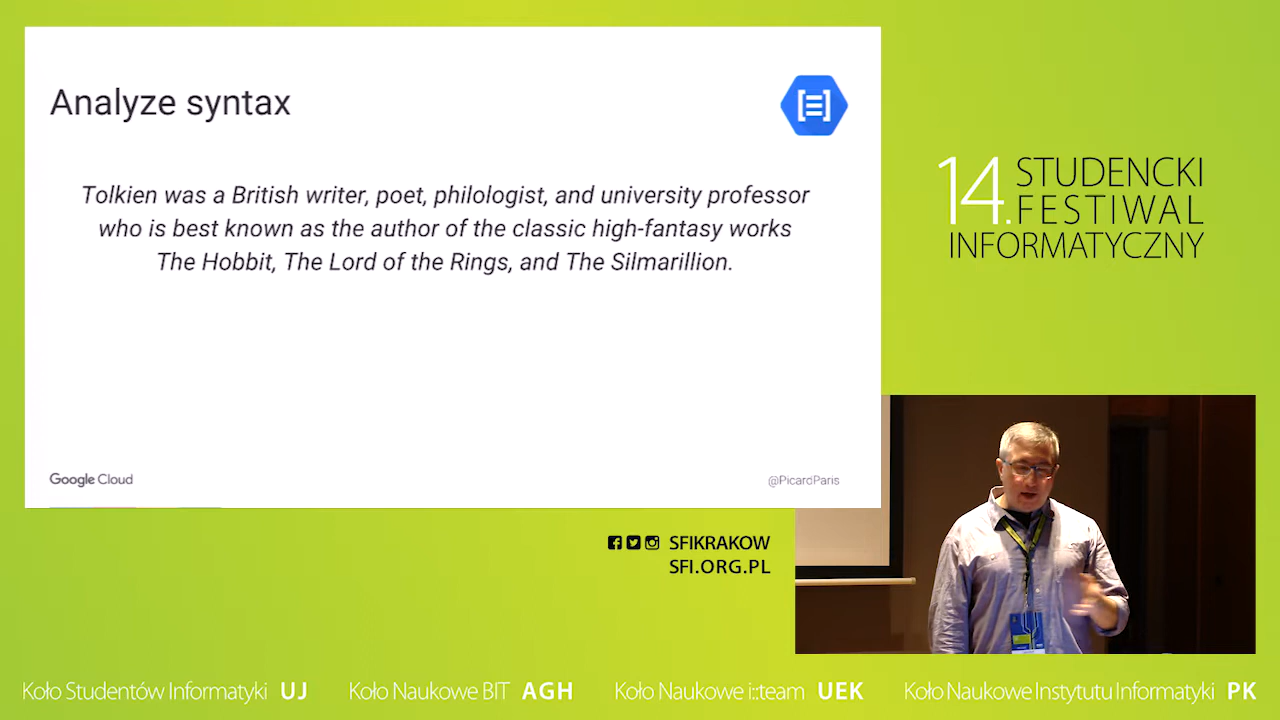 Analyze syntax
Tolkien was a British writer, poet, philologist, and university professor
who is best known as the author of the classic high-fantasy works
The Hobbit, The Lord of the Rings, and The Silmarillion.
Google Cloud
@PicardParis
14. STUDENCKI
FESTIWAL
INFORMATYCZNY
SFIKRAKOW
SFI.ORG.PL
Koło Studentów Informatyki UJ
Koło Naukowe BIT AGH
Koło Naukowe i::team UEK
Koło Naukowe Instytutu Informatyki PK